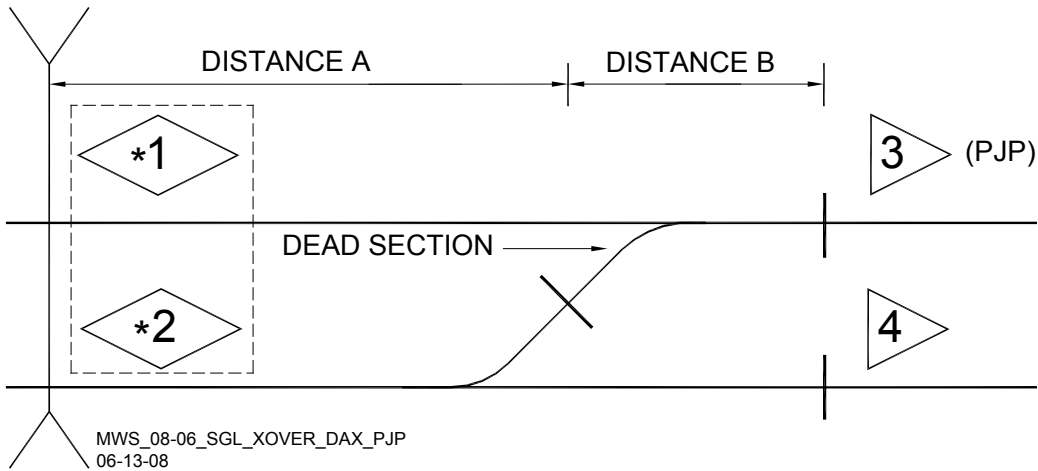 DISTANCE A
DISTANCE B
*1
3
(PJP)
DEAD SECTION
*2
4
MWS_08-06_SGL_XOVER_DAX_PJP
06-13-08